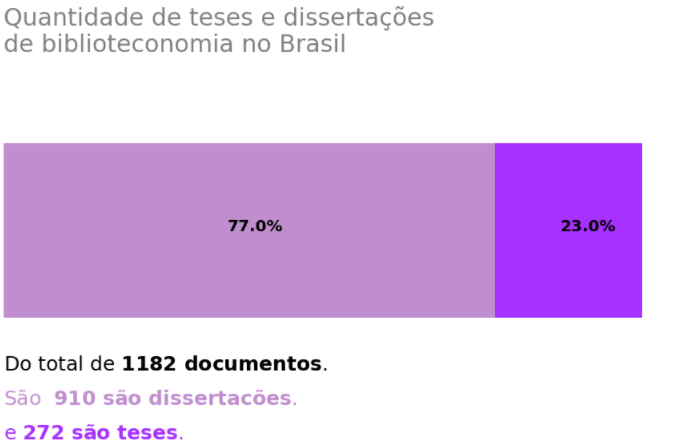 Quantidade de teses e dissertações
de biblioteconomia no Brasil
77.0% 23.0%
Do total de 1182 documentos.
São 910 são dissertacões.
e 272 são teses.